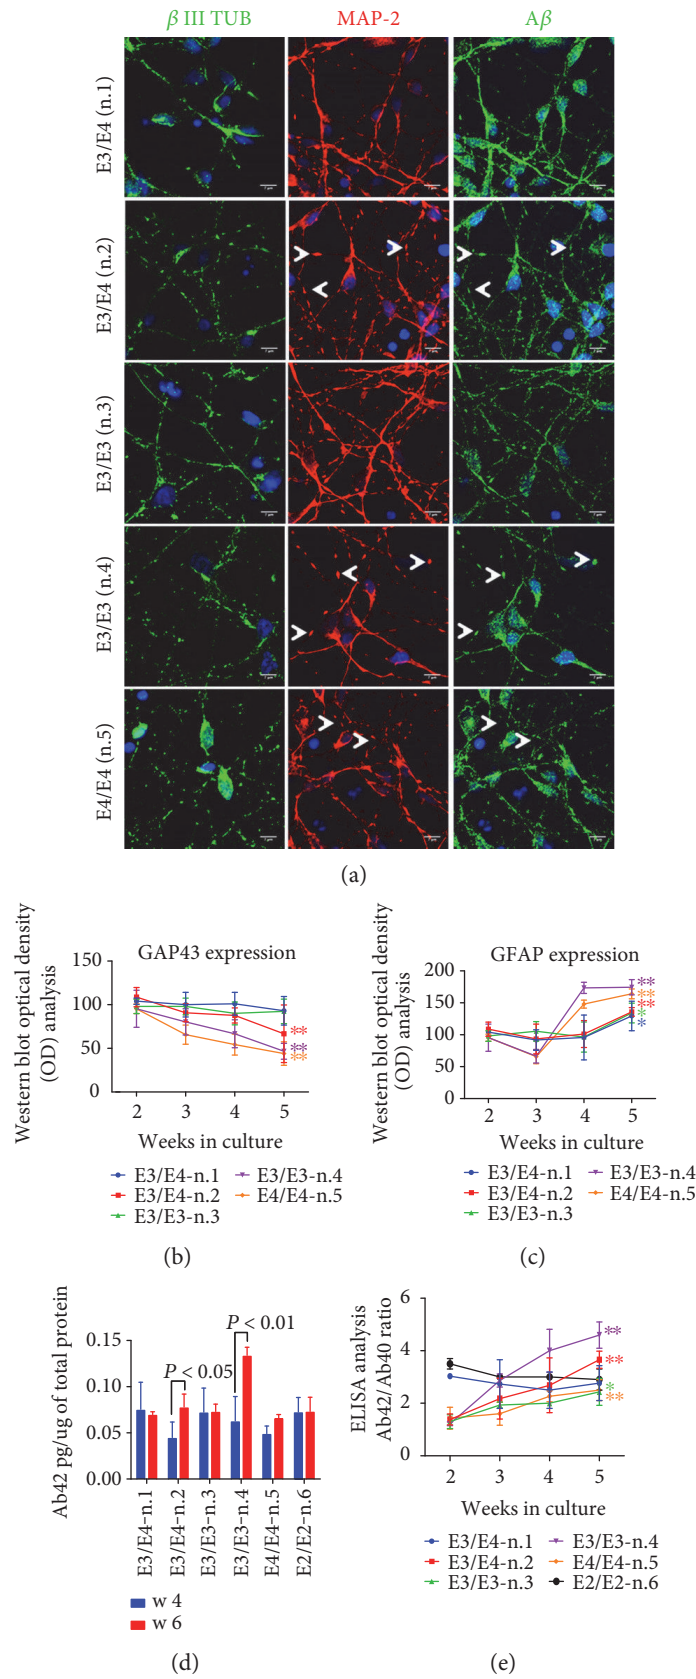 β III TUB
MAP-2
Aβ
E3/E4 (n.1)
E3/E4 (n.2)
E3/E3 (n.3)
E3/E3 (n.4)
E4/E4 (n.5)
(a)
GAP43 expression
Western blot optical density
(OD) analysis
150
100
50
0
**
**
**
2 3 4 5
Weeks in culture
E3/E4-n.1
E3/E4-n.2
E3/E3-n.3
E3/E3-n.4
E4/E4-n.5
(b)
GFAP expression
Western blot optical density
(OD) analysis
200
150
100
50
0
**
**
**
*
*
2 3 4 5
Weeks in culture
E3/E4-n.1
E3/E4-n.2
E3/E3-n.3
E3/E3-n.4
E4/E4-n.5
(c)
Ab42 pg/ug of total protein
0.15
0.10
0.05
0.00
P < 0.05
P < 0.01
E3/E4-n.1
E3/E4-n.2
E3/E3-n.3
E3/E3-n.4
E4/E4-n.5
E2/E2-n.6
w 4
w 6
(d)
ELISA analysis
Ab42/Ab40 ratio
6
4
2
0
**
**
*
**
2 3 4 5
Weeks in culture
E3/E4-n.1
E3/E4-n.2
E3/E3-n.3
E3/E3-n.4
E4/E4-n.5
E2/E2-n.6
(e)